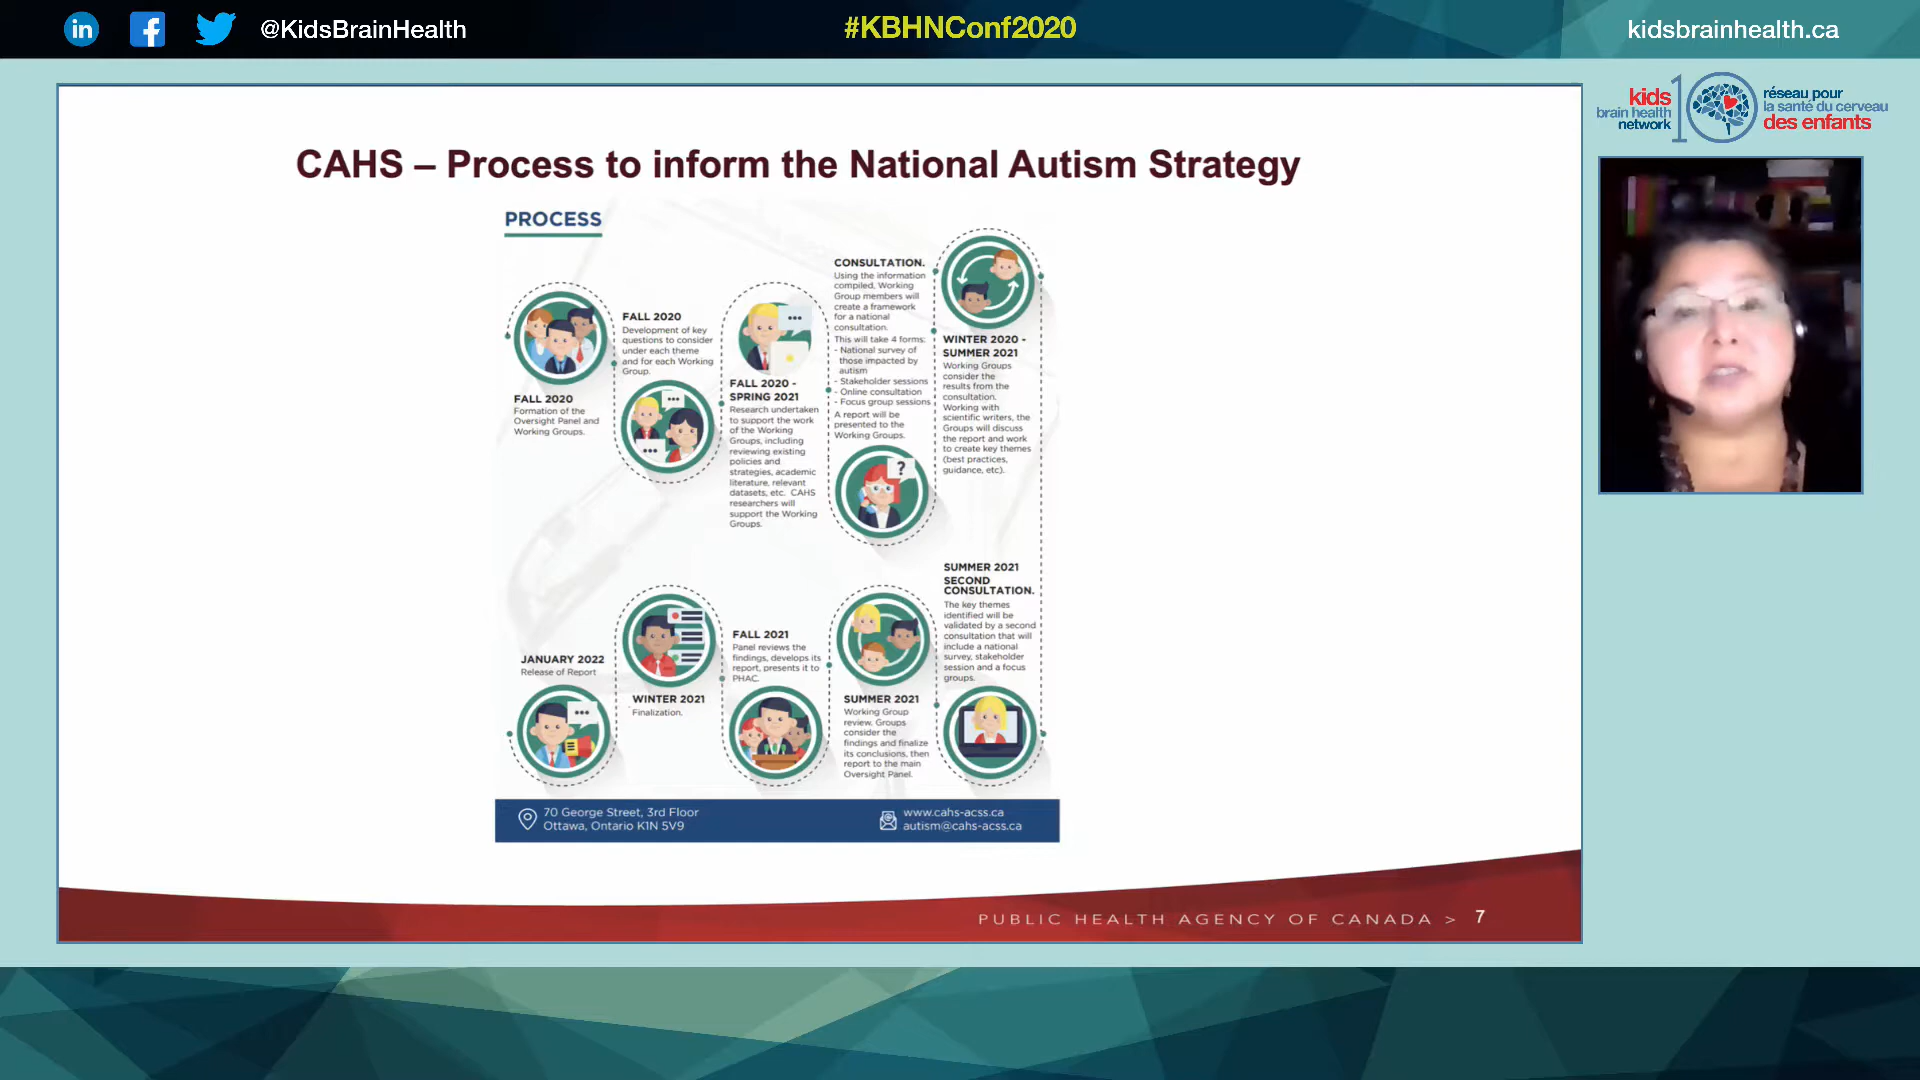 @KidsBrainHealth
#KBHNConf2020
kidsbrainhealth.ca
kids
brain health
network
10
réseau pour
la santé du cerveau
des enfants
CAHS – Process to inform the National Autism Strategy
PROCESS
FALL 2020
Formation of the
Oversight Panel and
Working Groups.
FALL 2020
Development of key
questions to consider
under each theme
and for each Working
Group.
FALL 2020 -
SPRING 2021
Research undertaken
to support the work
of the Working
Groups, including
reviewing existing
policies and
strategies, academic
literature, relevant
datasets, etc. CAHS
researchers will
support the Working
Groups.
CONSULTATION.
Using the information
compiled, Working
Group members will
create a framework
for a national
consultation.
This will take 4 forms:
- National survey of
those impacted by
autism
- Stakeholder sessions
- Online consultation
- Focus group sessions
A report will be
presented to the
Working Groups.
?
WINTER 2020 -
SUMMER 2021
Working Groups
consider the
results from the
consultation.
Working with
scientific writers, the
Groups will discuss
the report and work
to create key themes
(best practices,
guidance, etc).
SUMMER 2021
SECOND
CONSULTATION.
The key themes
identified will be
validated by a second
consultation that will
include a national
survey, stakeholder
session and a focus
groups.
SUMMER 2021
Working Group
review. Groups
consider the
findings and finalize
its conclusions, then
report to the main
Oversight Panel.
FALL 2021
Panel reviews the
findings, develops its
report, presents it to
PHAC.
WINTER 2021
Finalization.
JANUARY 2022
Release of Report
70 George Street, 3rd Floor
Ottawa, Ontario K1N 5V9
www.cahs-acss.ca
autism@cahs-acss.ca
PUBLIC HEALTH AGENCY OF CANADA > 7